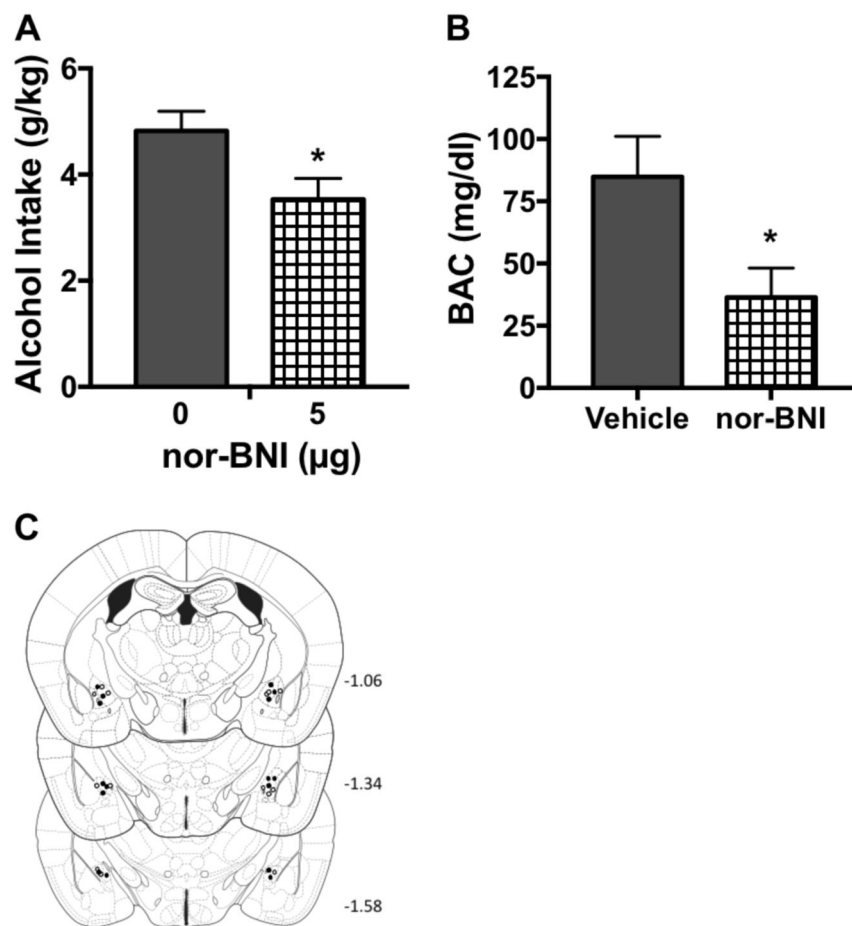 A
Alcohol Intake (g/kg)
6
4
2
0
*
0 5
nor-BNI (µg)
B
BAC (mg/dl)
125
100
75
50
25
0
*
Vehicle nor-BNI
C
-1.06
-1.34
-1.58